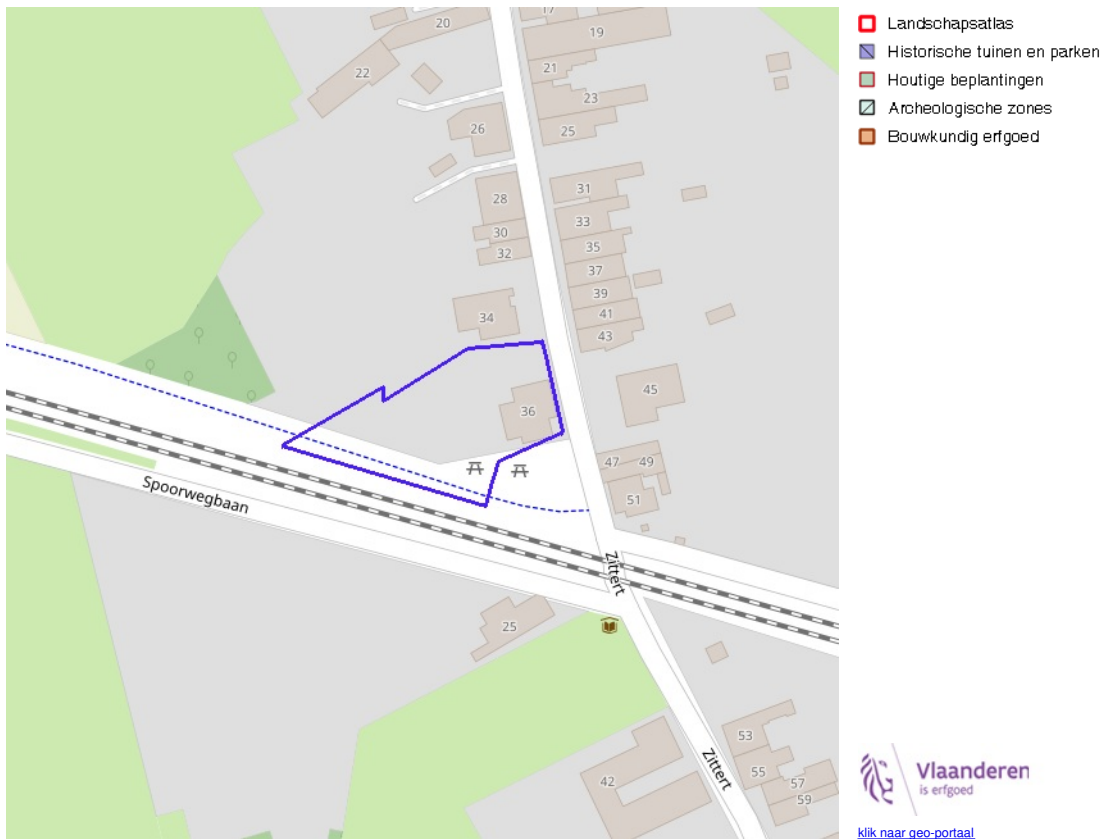 20
17
19
22
21
23
26
25
28
31
30
33
32
35
37
39
34
41
43
36
45
47
49
51
Spoorwegbaan
Zittert
25
Zittert
42
53
55
57
59
Landschapsatlas
Historische tuinen en parken
Houtige beplantingen
Archeologische zones
Bouwkundig erfgoed
Vlaanderen
is erfgoed
klik naar geo-portaal